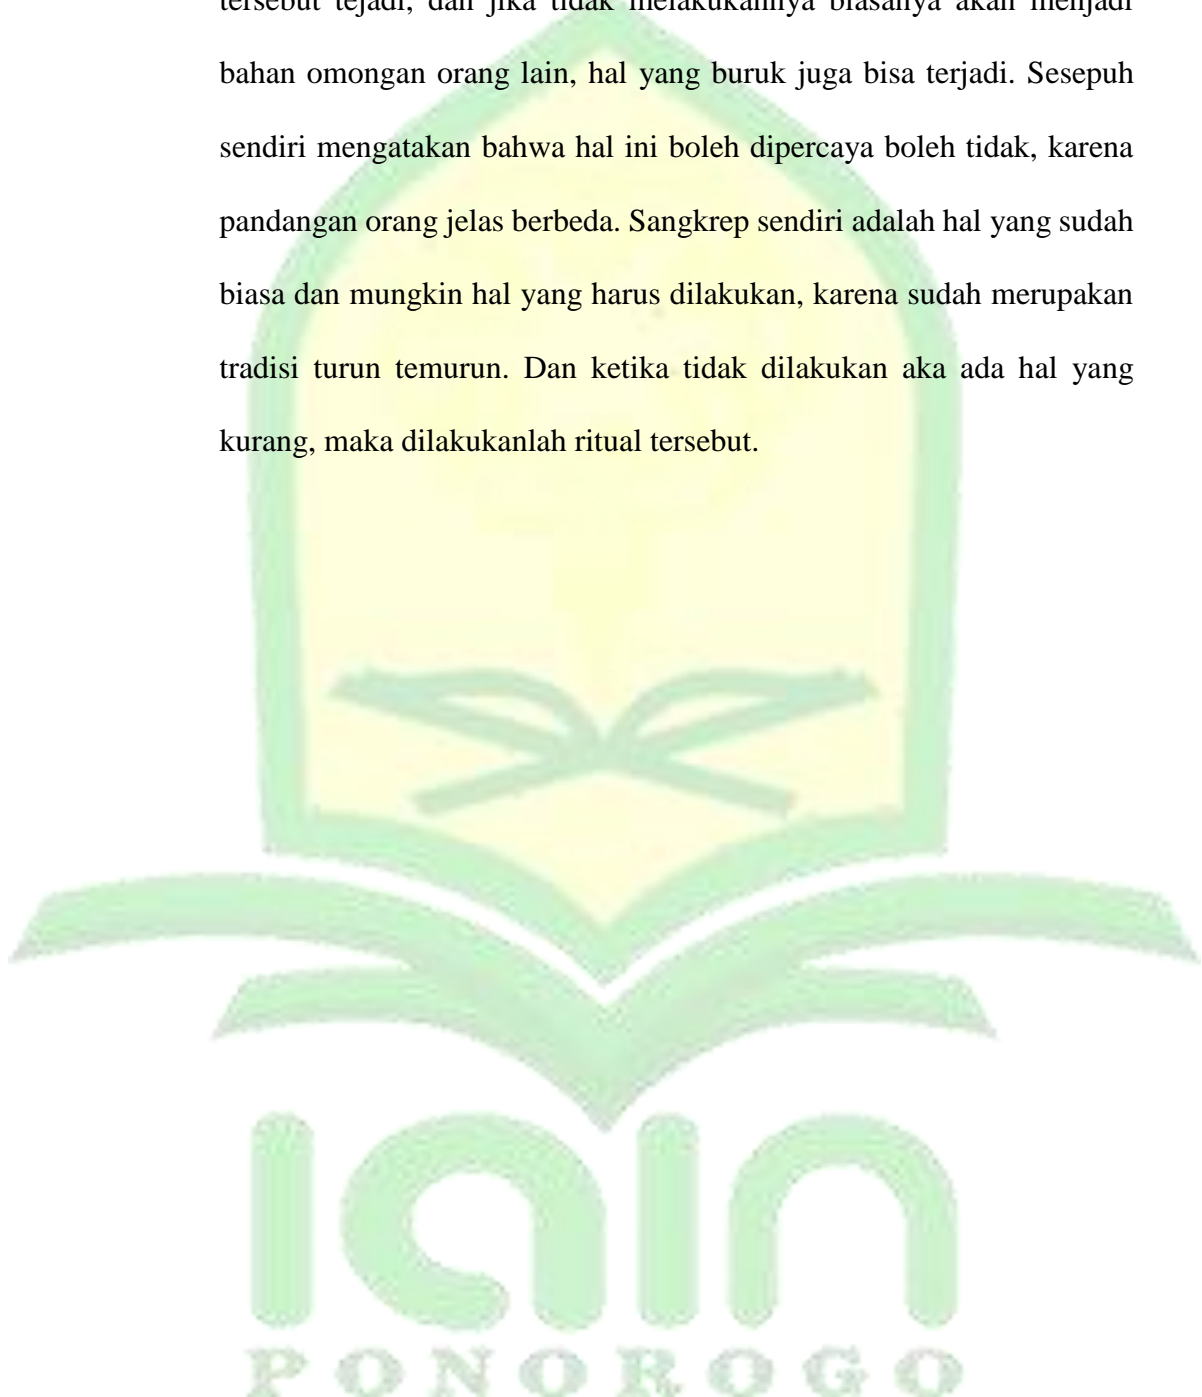 tersebut tejadi, dan jika tidak melakukannya biasanya akan menjadi
bahan omongan orang lain, hal yang buruk juga bisa terjadi. Sesepuh
sendiri mengatakan bahwa hal ini boleh dipercaya boleh tidak, karena
pandangan orang jelas berbeda. Sangkrep sendiri adalah hal yang sudah
biasa dan mungkin hal yang harus dilakukan, karena sudah merupakan
tradisi turun temurun. Dan ketika tidak dilakukan aka ada hal yang
kurang, maka dilakukanlah ritual tersebut.
iain
PONOROGO